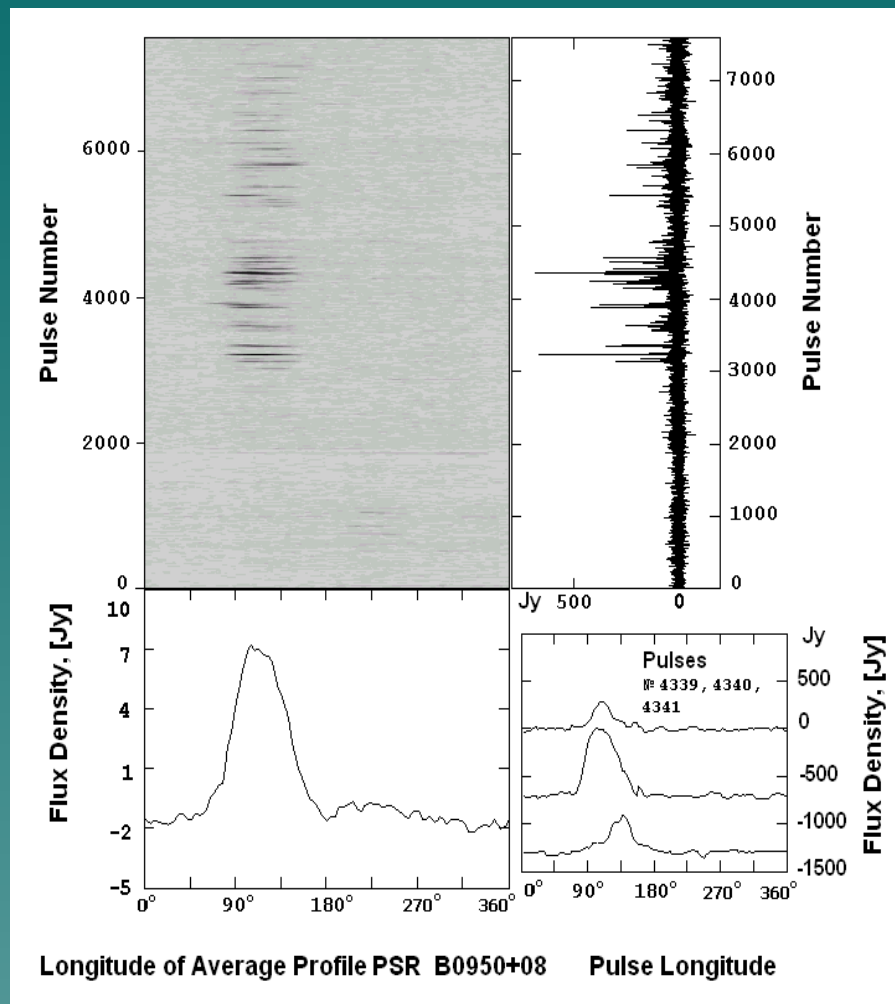 6000
4000
2000
0
Pulse Number
7000
6000
5000
4000
3000
2000
1000
0
Pulse Number
Jy 500 0
10
7
4
1
−2
−5
Flux Density, [Jy]
0° 90° 180° 270° 360°
Jy
500
0
-500
-1000
-1500
Flux Density, [Jy]
Pulses
№ 4339, 4340,
4341
0° 90° 180° 270° 360°
Longitude of Average Profile PSR B0950+08
Pulse Longitude